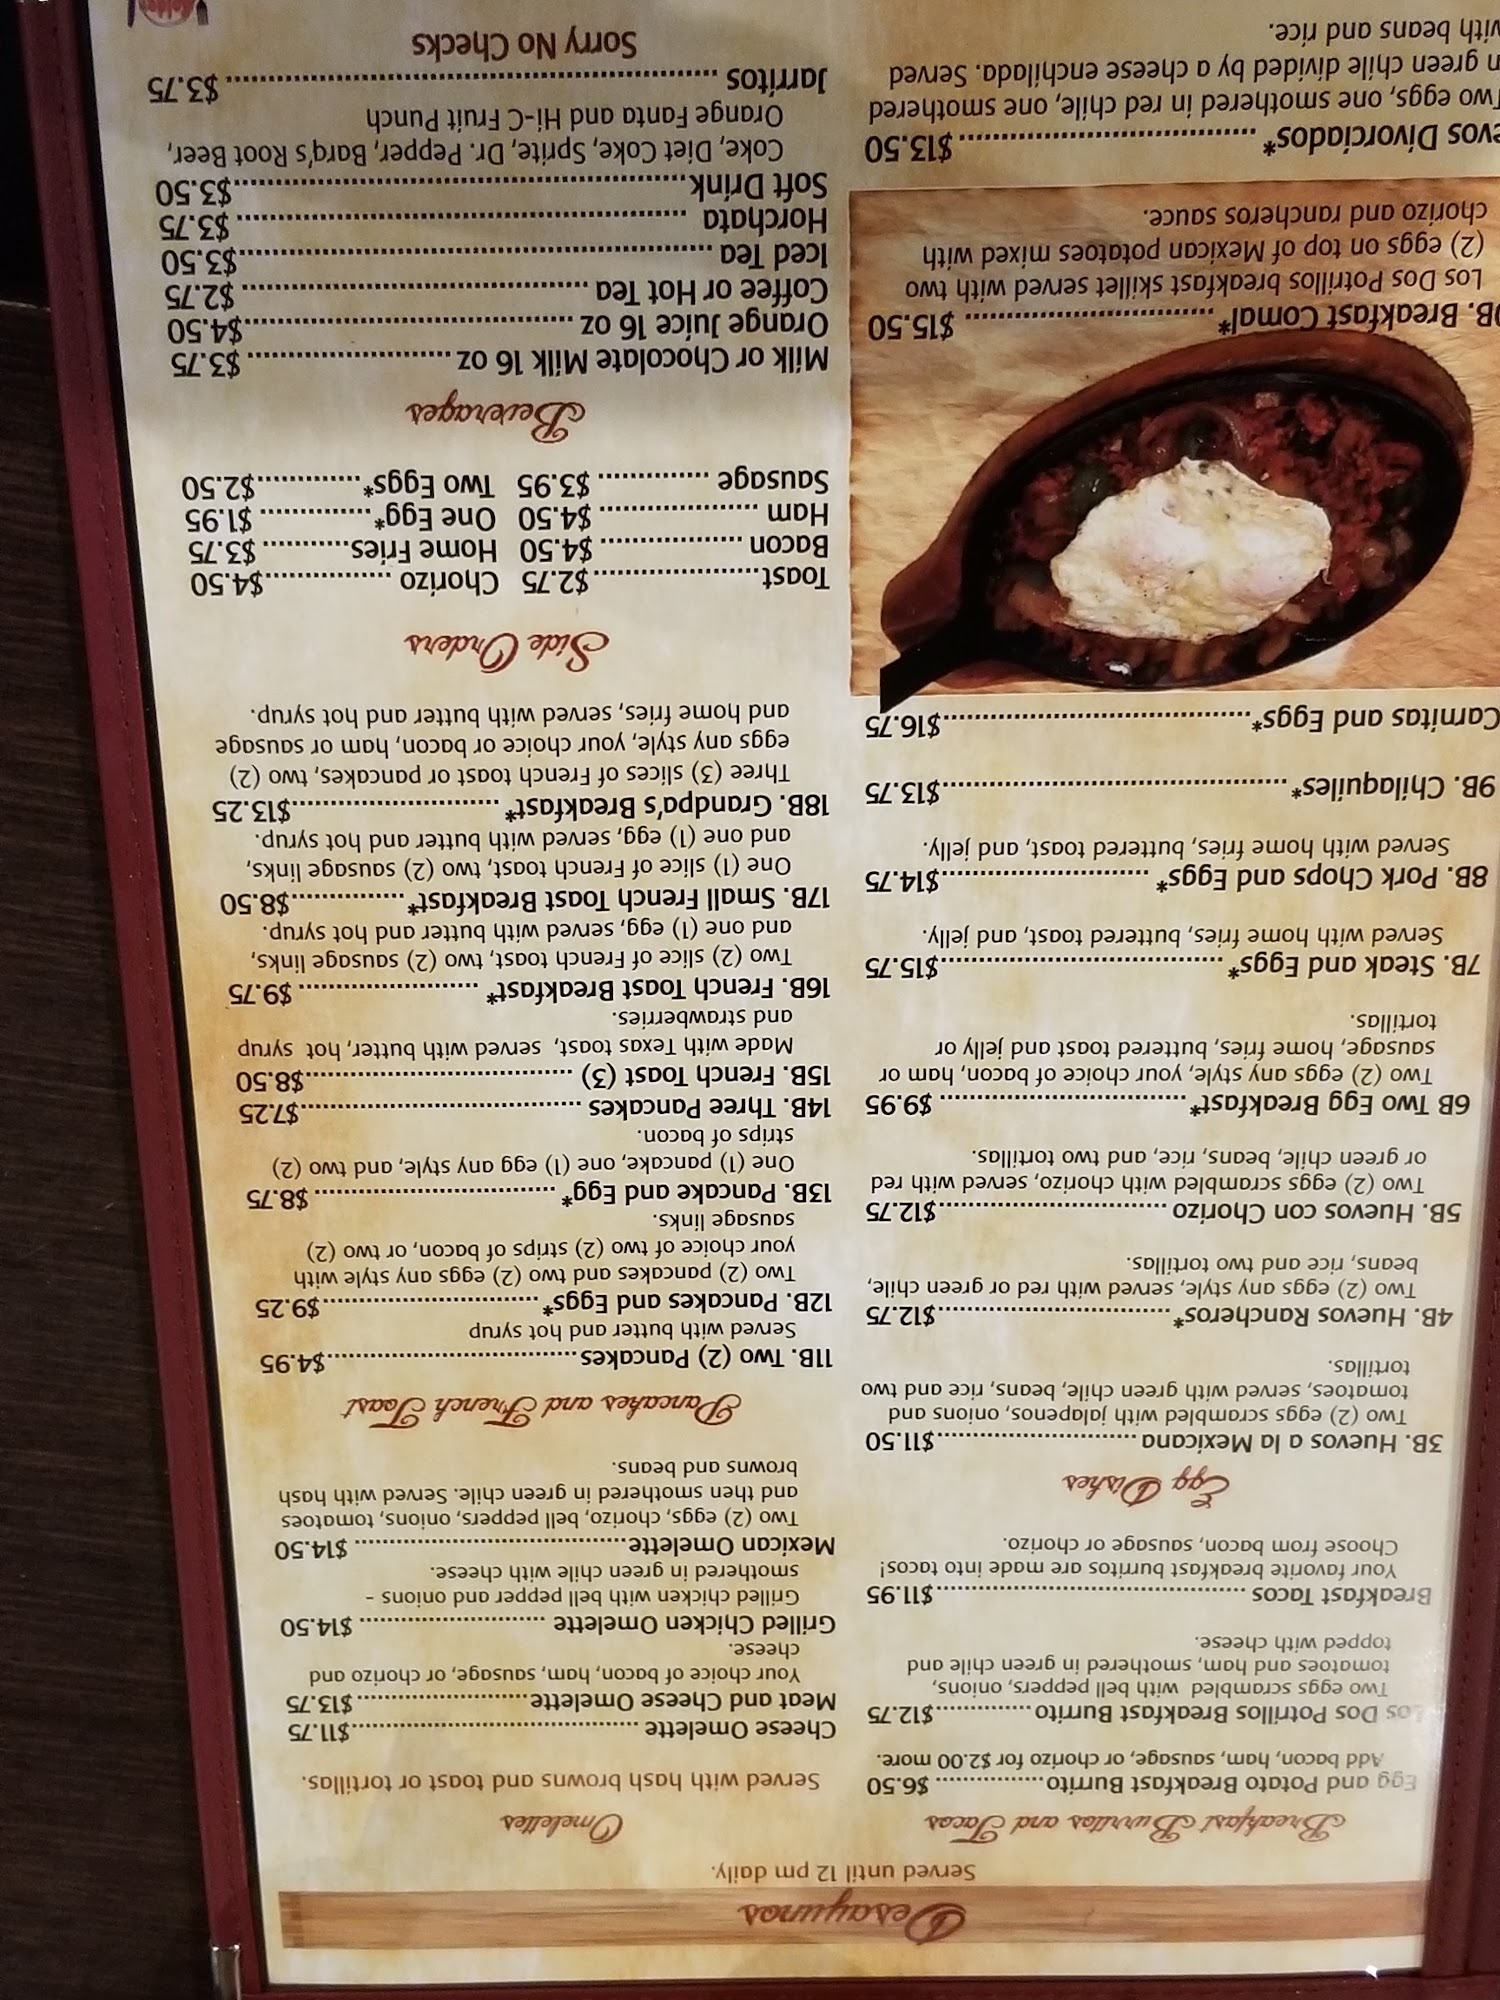 Desayunos
Served until 12 pm daily.
Breakfast Burritos and Tacos
Egg and Potato Breakfast Burrito................ $6.50
Add bacon, ham, sausage, or chorizo for $2.00 more.
Los Dos Potrillos Breakfast Burrito..............$12.75
Two eggs scrambled with bell peppers, onions,
tomatoes and ham, smothered in green chile and
topped with cheese.
Breakfast Tacos .............................................$11.95
Your favorite breakfast burritos are made into tacos!
Choose from bacon, sausage or chorizo.
Egg Dishes
3B. Huevos a la Mexicana.............................$11.50
Two (2) eggs scrambled with jalapenos, onions and
tomatoes, served with green chile, beans, rice and two
tortillas.
4B. Huevos Rancheros*.................................$12.75
Two (2) eggs any style, served with red or green chile,
beans, rice and two tortillas.
5B. Huevos con Chorizo ................................$12.75
Two (2) eggs scrambled with chorizo, served with red
or green chile, beans, rice, and two tortillas.
6B Two Egg Breakfast*.................................. $9.95
Two (2) eggs any style, your choice of bacon, ham or
sausage, home fries, buttered toast and jelly or
tortillas.
7B. Steak and Eggs*.......................................$15.75
Served with home fries, buttered toast, and jelly.
8B. Pork Chops and Eggs* ............................$14.75
Served with home fries, buttered toast, and jelly.
9B. Chilaquiles* ..............................................$13.75
Carnitas and Eggs*.........................................$16.75
0B. Breakfast Comal* .................................. $15.50
Los Dos Potrillos breakfast skillet served with two
(2) eggs on top of Mexican potatoes mixed with
chorizo and rancheros sauce.
evos Divorciados* ....................................... $13.50
Two eggs, one smothered in red chile, one smothered
n green chile divided by a cheese enchilada. Served
with beans and rice.
Omelettes
Served with hash browns and toast or tortillas.
Cheese Omelette ...........................................$11.75
Meat and Cheese Omelette......................... $13.75
Your choice of bacon, ham, sausage, or chorizo and
cheese.
Grilled Chicken Omelette ........................... $14.50
Grilled chicken with bell pepper and onions -
smothered in green chile with cheese.
Mexican Omelette........................................ $14.50
Two (2) eggs, chorizo, bell peppers, onions, tomatoes
and then smothered in green chile. Served with hash
browns and beans.
Pancakes and French Toast
11B. Two (2) Pancakes....................................$4.95
Served with butter and hot syrup
12B. Pancakes and Eggs*...............................$9.25
Two (2) pancakes and two (2) eggs any style with
your choice of two (2) strips of bacon, or two (2)
sausage links.
13B. Pancake and Egg* .................................. $8.75
One (1) pancake, one (1) egg any style, and two (2)
strips of bacon.
14B. Three Pancakes .......................................$7.25
15B. French Toast (3) .....................................$8.50
Made with Texas toast, served with butter, hot syrup
and strawberries.
16B. French Toast Breakfast* ......................... $9.75
Two (2) slice of French toast, two (2) sausage links,
and one (1) egg, served with butter and hot syrup.
17B. Small French Toast Breakfast*...............$8.50
One (1) slice of French toast, two (2) sausage links,
and one (1) egg, served with butter and hot syrup.
18B. Grandpa's Breakfast* ...........................$13.25
Three (3) slices of French toast or pancakes, two (2)
eggs any style, your choice or bacon, ham or sausage
and home fries, served with butter and hot syrup.
Side Orders
Toast......................$2.75 Chorizo .................$4.50
Bacon .................... $4.50 Home Fries............ $3.75
Ham ...................... $4.50 One Egg*............... $1.95
Sausage ............... $3.95 Two Eggs*..............$2.50
Beverages
Milk or Chocolate Milk 16 oz ......................... $3.75
Orange Juice 16 oz .........................................$4.50
Coffee or Hot Tea ........................................... $2.75
Iced Tea ..........................................................$3.50
Horchata ........................................................ $3.75
Soft Drink........................................................$3.50
Coke, Diet Coke, Sprite, Dr. Pepper, Barq's Root Beer,
Orange Fanta and Hi-C Fruit Punch
Jarritos ............................................................ $3.75
Sorry No Checks